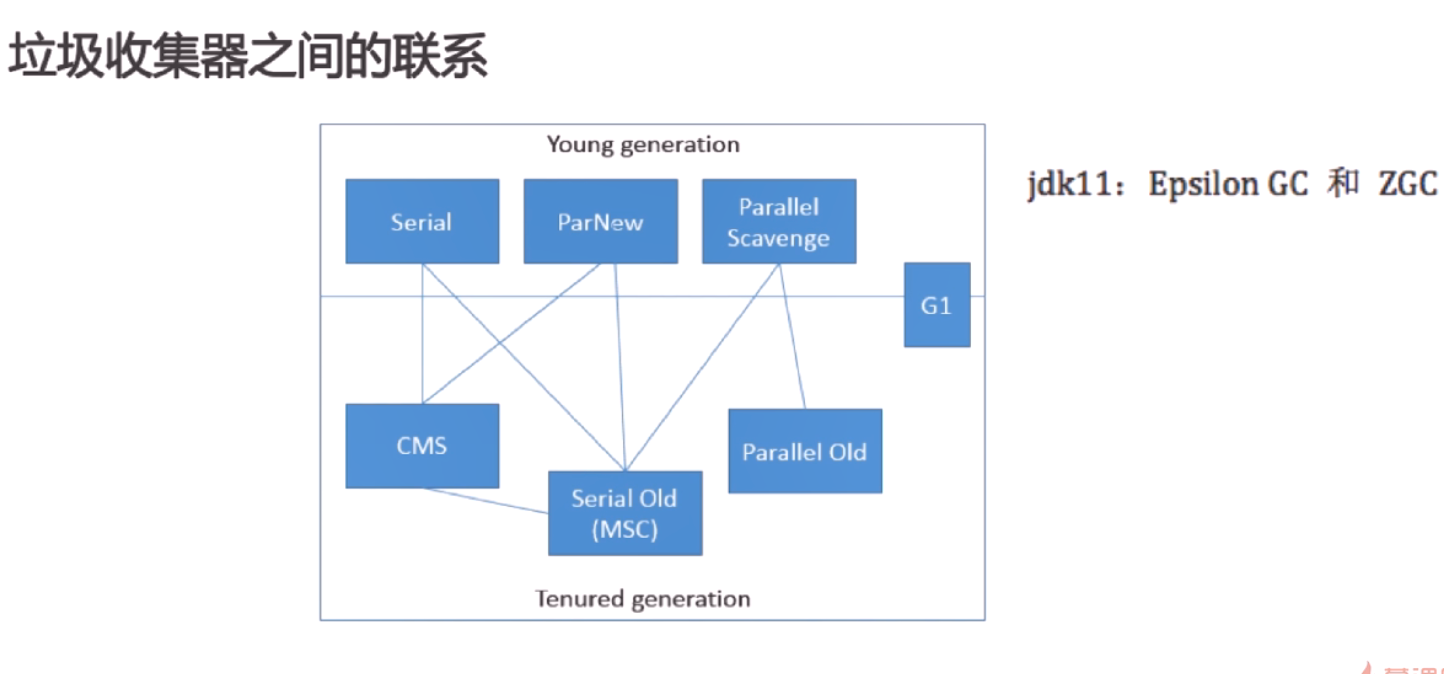 垃圾收集器之间的联系
Young generation
jdk11: Epsilon GC 和 ZGC
Serial
ParNew
Parallel
Scavenge
G1
CMS
Parallel Old
Serial Old
(MSC)
Tenured generation